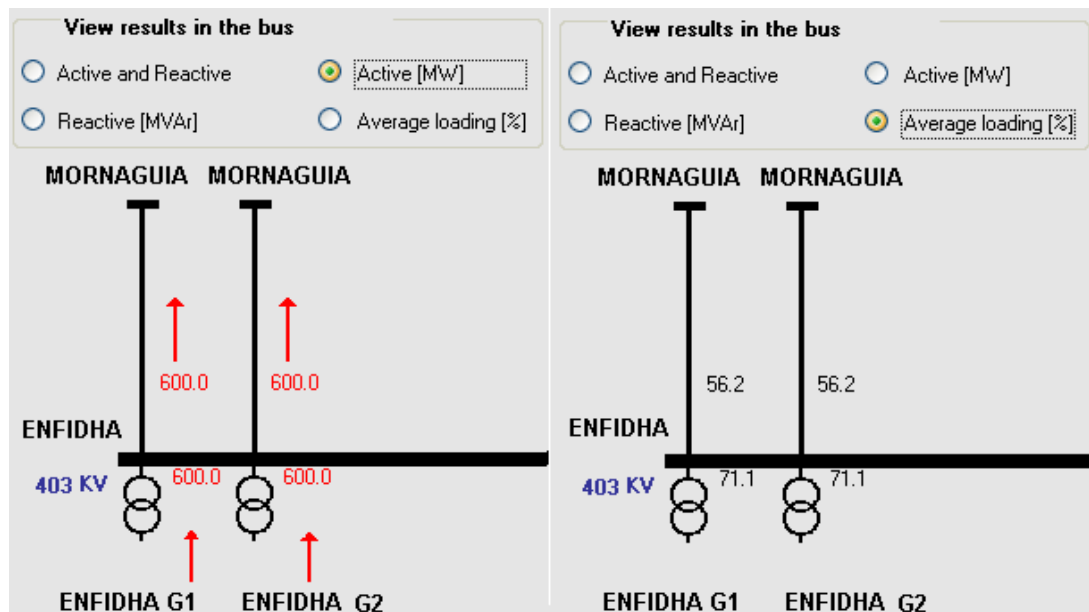 View results in the bus
Active and Reactive
Active [MW]
Reactive [MVAr]
Average loading [%]
MORNAGUIA MORNAGUIA
600.0
600.0
ENFIDHA
403 KV
600.0
600.0
ENFIDHA G1
ENFIDHA G2
View results in the bus
Active and Reactive
Active [MW]
Reactive [MVAr]
Average loading [%]
MORNAGUIA MORNAGUIA
56.2
56.2
ENFIDHA
403 KV
71.1
71.1
ENFIDHA G1
ENFIDHA G2